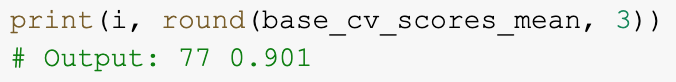 print(i, round(base_cv_scores_mean, 3))
# Output: 77 0.901